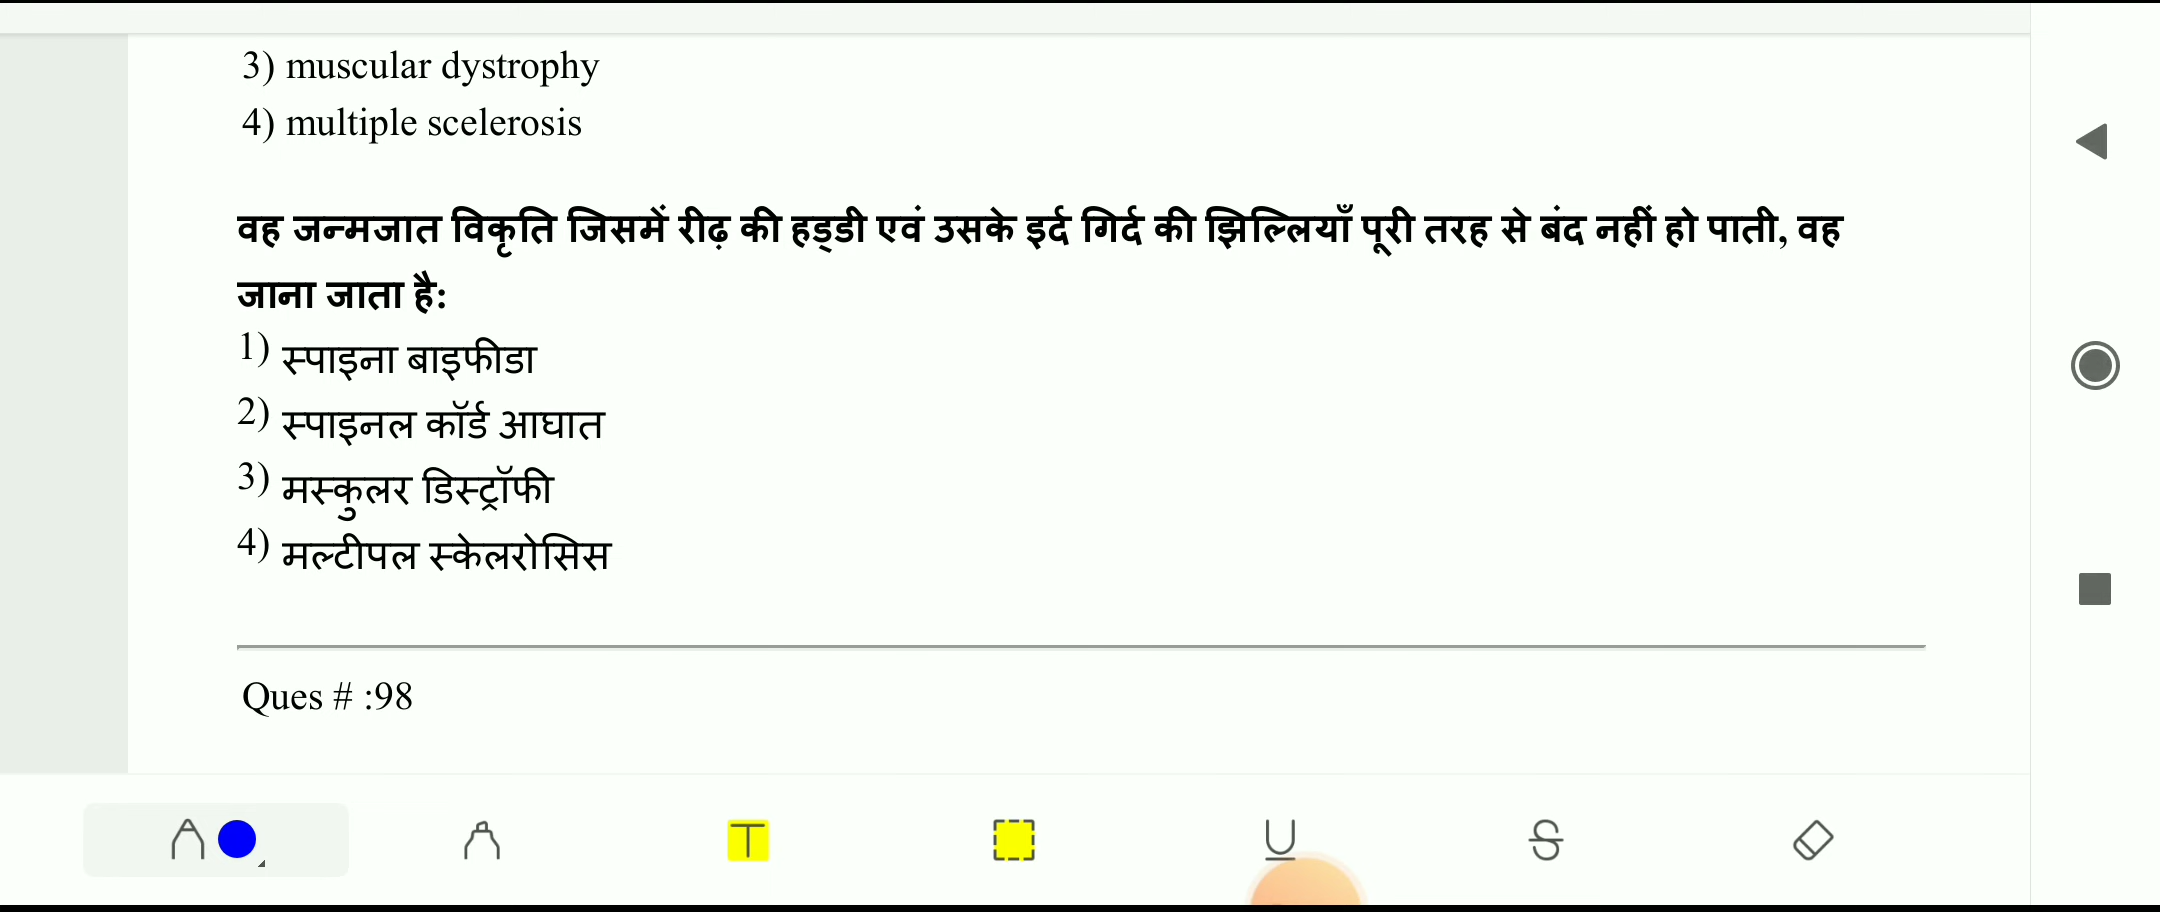 3) muscular dystrophy
4) multiple scelerosis
वह जन्मजात विकृति जिसमें रीढ़ की हड्डी एवं उसके इर्द गिर्द की झिल्लियाँ पूरी तरह से बंद नहीं हो पाती, वह
जाना जाता है:
1) स्पाइना बाइफीडा
2) स्पाइनल कॉर्ड आघात
3) मस्कुलर डिस्ट्रॉफी
4) मल्टीपल स्केलरोसिस
Ques # :98